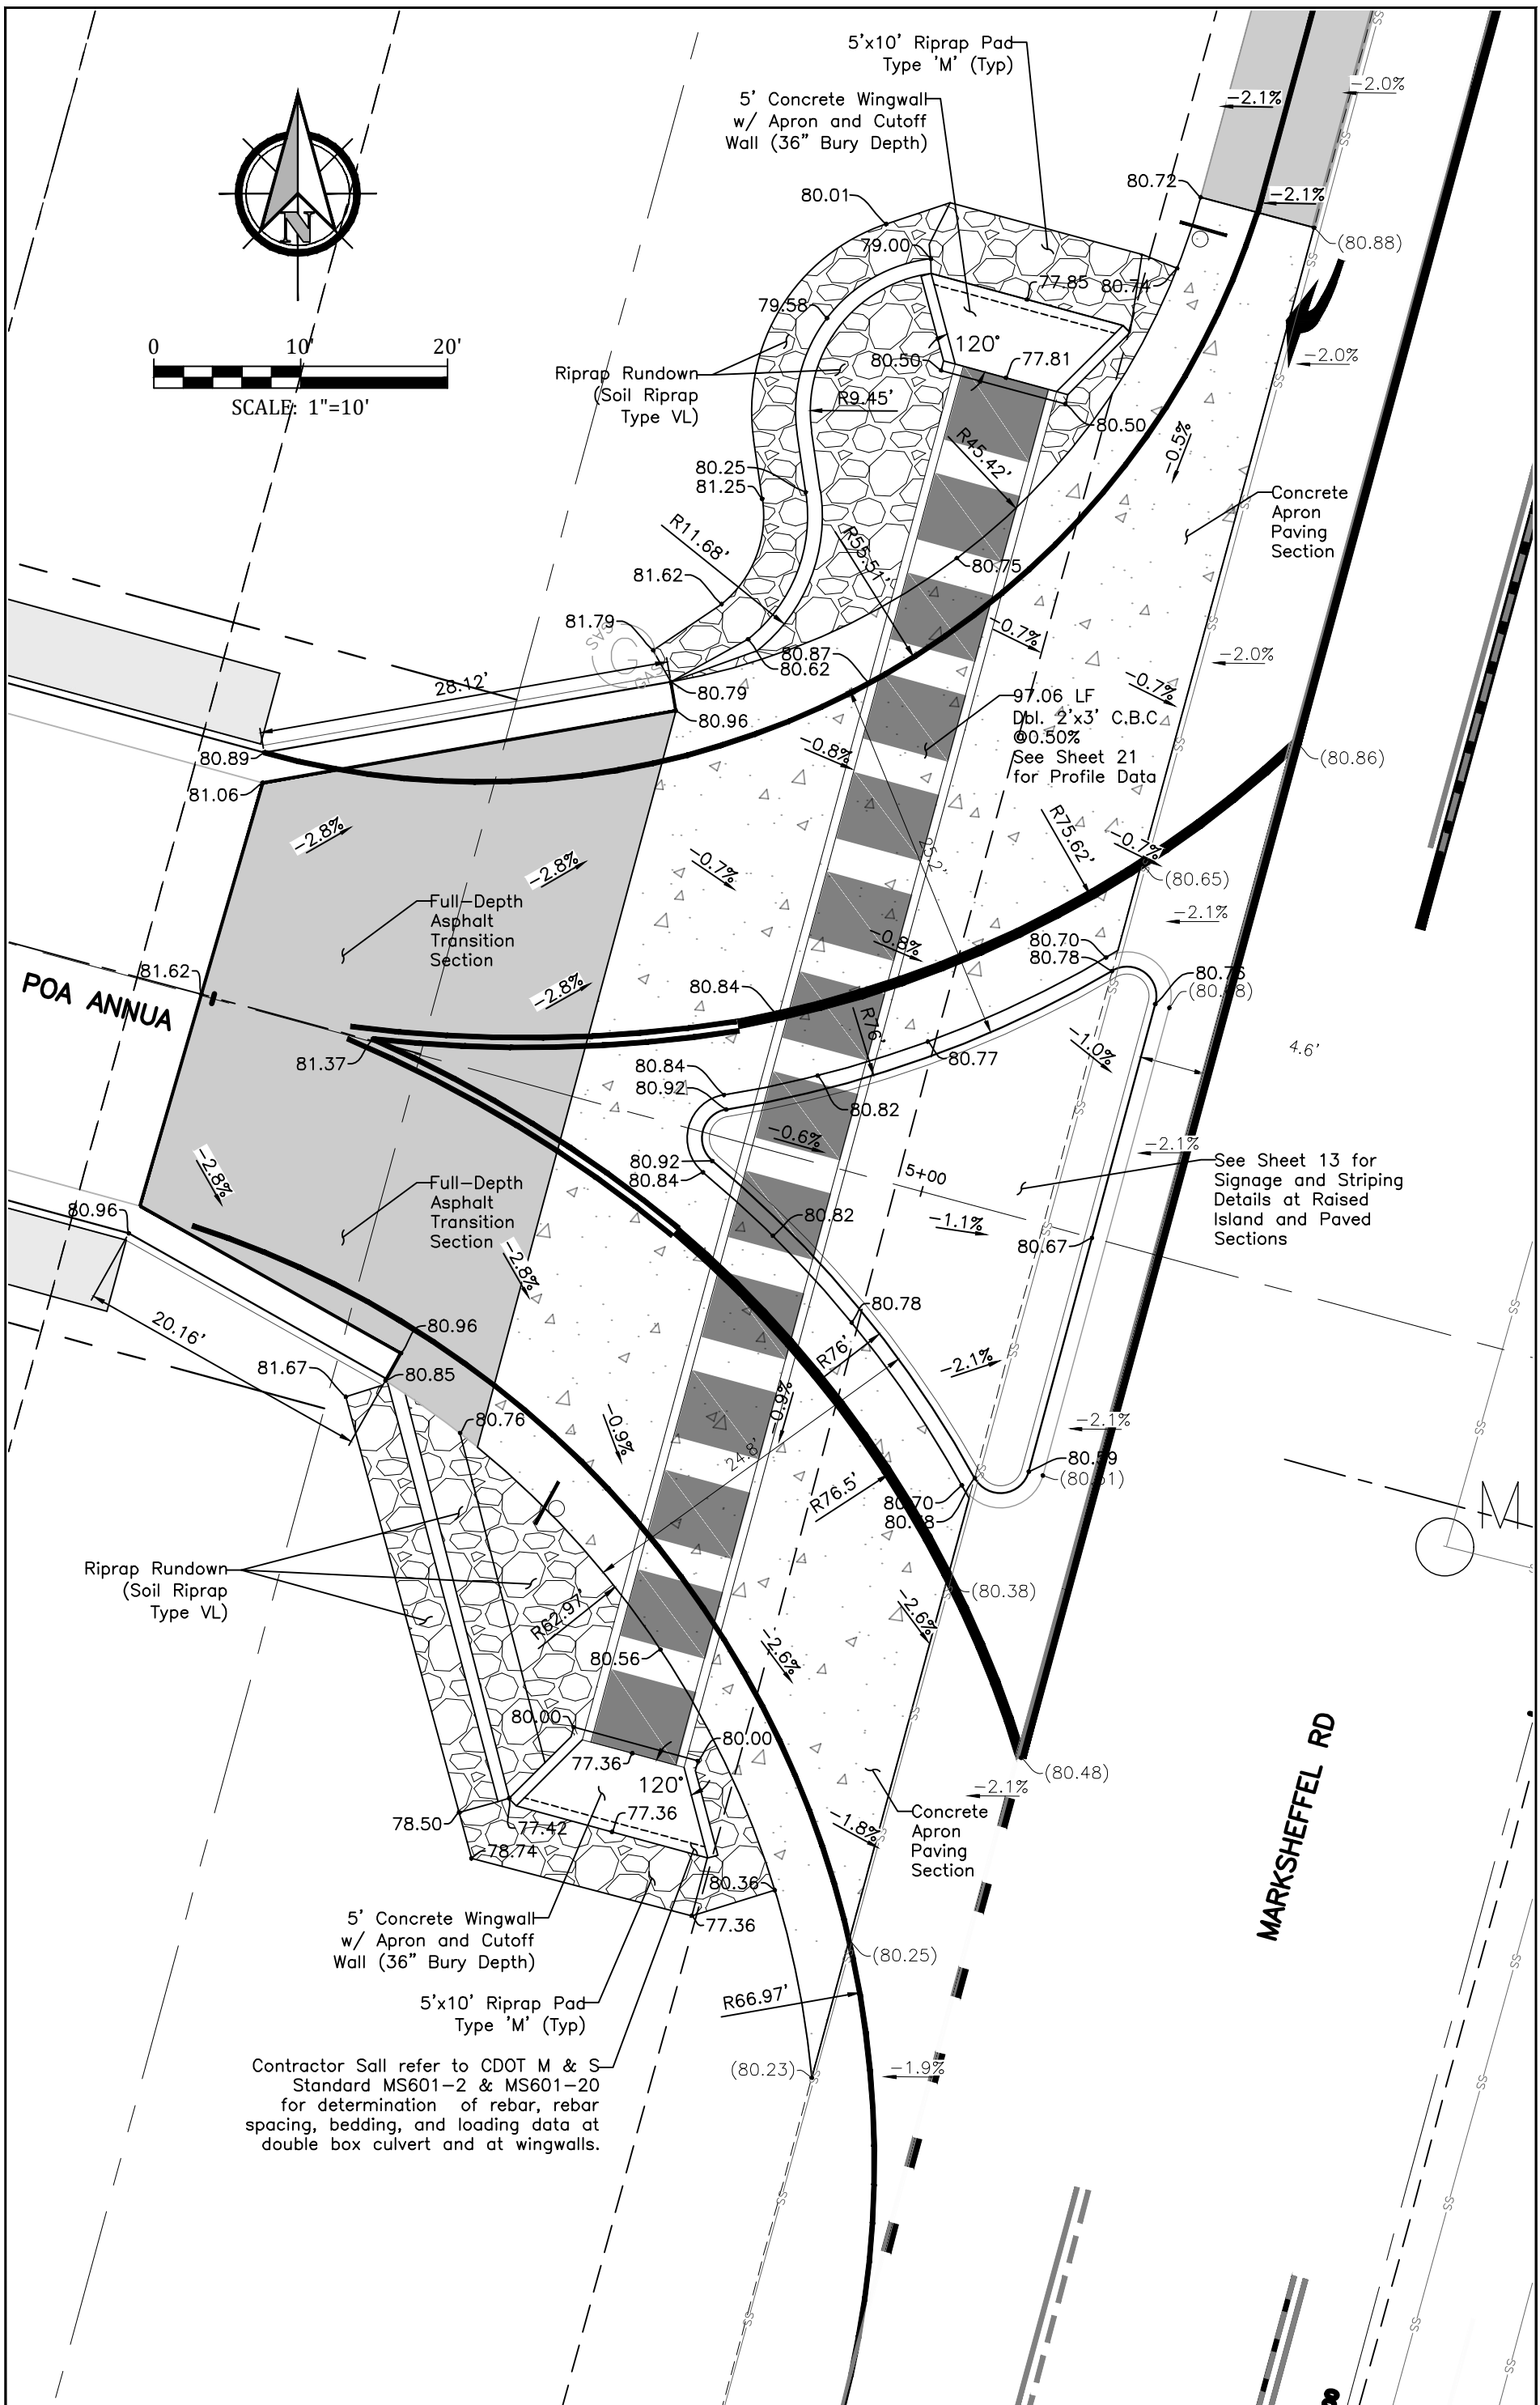 5'x10' Riprap Pad
Type 'M' (Typ)
5' Concrete Wingwall
w/ Apron and Cutoff
Wall (36" Bury Depth)
-2.1%
-2.0%
80.72
-2.1%
80.01
(80.88)
79.00
77.85
80.74
79.58
N
0
10'
20'
SCALE: 1"=10'
120°
80.50
77.81
-2.0%
Riprap Rundown
(Soil Riprap
Type VL)
R9.45'
80.50
-0.5%
R45.42'
80.25
81.25
Concrete
Apron
Paving
Section
R11.68'
R55.51'
81.62
80.75
81.79
GAS
-0.7%
80.87
80.62
-2.0%
28.12'
80.79
-0.7%
80.96
97.06 LF
Dbl. 2'x3' C.B.C
@0.50%
See Sheet 21
for Profile Data
-0.8%
80.89
(80.86)
81.06
-2.8%
-2.8%
-0.7%
25.2'
R75.62'
-0.7%
(80.65)
Full-Depth
Asphalt
Transition
Section
-2.1%
-0.8%
80.70
80.78
81.62
80.84
-2.8%
POA ANNUA
R76'
81.37
80.77
-1.0%
4.6'
80.84
80.92
80.82
-0.6%
-2.1%
-2.8%
80.92
80.84
5+00
See Sheet 13 for
Signage and Striping
Details at Raised
Island and Paved
Sections
Full-Depth
Asphalt
Transition
Section
80.96
80.82
-1.1%
80.67
-2.8%
80.78
20.16'
80.96
R76'
-2.1%
81.67
80.85
-0.9%
80.76
-0.9%
-2.1%
24.8'
80.59
R76.5'
80.70
M
SS
Riprap Rundown
(Soil Riprap
Type VL)
(80.38)
R62.97'
-2.6%
80.56
-2.6%
80.00
80.00
77.36
120°
(80.48)
-2.1%
77.36
78.50
77.42
-1.8%
Concrete
Apron
Paving
Section
78.74
80.36
MARKSHEFFEL RD
77.36
5' Concrete Wingwall
w/ Apron and Cutoff
Wall (36" Bury Depth)
(80.25)
R66.97'
5'x10' Riprap Pad
Type 'M' (Typ)
Contractor Sall refer to CDOT M & S
Standard MS601-2 & MS601-20
for determination of rebar, rebar
spacing, bedding, and loading data at
double box culvert and at wingwalls.
(80.23)
-1.9%